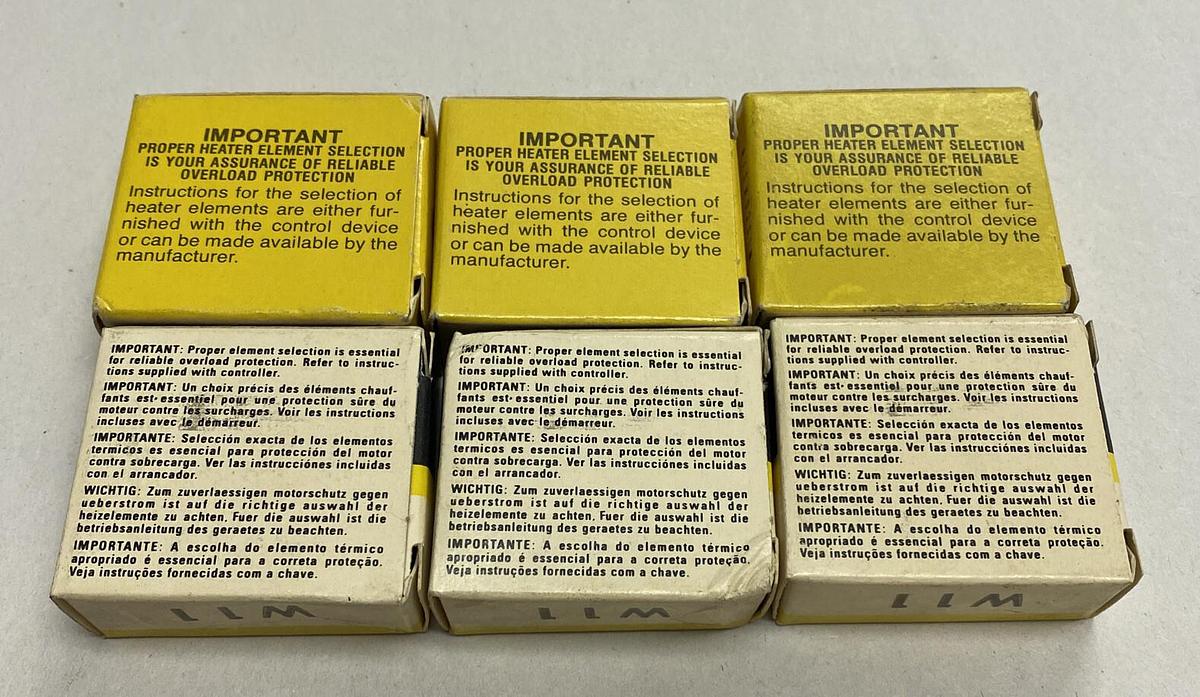 IMPORTANT
PROPER HEATER ELEMENT SELECTION
IS YOUR ASSURANCE OF RELIABLE
OVERLOAD PROTECTION
Instructions for the selection of
heater elements are either fur-
nished with the control device
or can be made available by the
manufacturer.
IMPORTANT
PROPER HEATER ELEMENT SELECTION
IS YOUR ASSURANCE OF RELIABLE
OVERLOAD PROTECTION
Instructions for the selection of
heater elements are either fur-
nished with the control device
or can be made available by the
manufacturer.
IMPORTANT
PROPER HEATER ELEMENT SELECTION
IS YOUR ASSURANCE OF RELIABLE
OVERLOAD PROTECTION
Instructions for the selection of
heater elements are either fur-
nished with the control device
or can be made available by the
manufacturer.
IMPORTANT: Proper element selection is essential
for reliable overload protection. Refer to instruc-
tions supplied with controller.
IMPORTANT: Un choix précis des éléments chauf-
fants est essentiel pour une protection sûre du
moteur contre les surcharges. Voir les instructions
incluses avec le démarreur.
IMPORTANTE: Selección exacta de los elementos
termicos es esencial para protección del motor
contra sobrecarga. Ver las instrucciónes incluidas
con el arrancador.
WICHTIG: Zum zuverlaessigen motorschutz gegen
ueberstrom ist auf die richtige auswahl der
heizelemente zu achten. Fuer die auswahl ist die
betriebsanleitung des geraetes zu beachten.
IMPORTANTE: A escolha do elemento térmico
apropriado é essencial para a correta proteção.
Veja instruções fornecidas com a chave.
W11
IMPORTANT: Proper element selection is essential
for reliable overload protection. Refer to instruc-
tions supplied with controller.
IMPORTANT: Un choix précis des éléments chauf-
fants est essentiel pour une protection sûre du
moteur contre les surcharges. Voir les instructions
incluses avec le démarreur.
IMPORTANTE: Selección exacta de los elementos
termicos es esencial para protección del motor
contra sobrecarga. Ver las instrucciónes incluidas
con el arrancador.
WICHTIG: Zum zuverlaessigen motorschutz gegen
ueberstrom ist auf die richtige auswahl der
heizelemente zu achten. Fuer die auswahl ist die
betriebsanleitung des geraetes zu beachten.
IMPORTANTE: A escolha do elemento térmico
apropriado é essencial para a correta proteção.
Veja instruções fornecidas com a chave.
W11
IMPORTANT: Proper element selection is essential
for reliable overload protection. Refer to instruc-
tions supplied with controller.
IMPORTANT: Un choix précis des éléments chauf-
fants est essentiel pour une protection sûre du
moteur contre les surcharges. Voir les instructions
incluses avec le démarreur.
IMPORTANTE: Selección exacta de los elementos
termicos es esencial para protección del motor
contra sobrecarga. Ver las instrucciónes incluidas
con el arrancador.
WICHTIG: Zum zuverlaessigen motorschutz gegen
ueberstrom ist auf die richtige auswahl der
heizelemente zu achten. Fuer die auswahl ist die
betriebsanleitung des geraetes zu beachten.
IMPORTANTE: A escolha do elemento térmico
apropriado é essencial para a correta proteção.
Veja instruções fornecidas com a chave.
W11